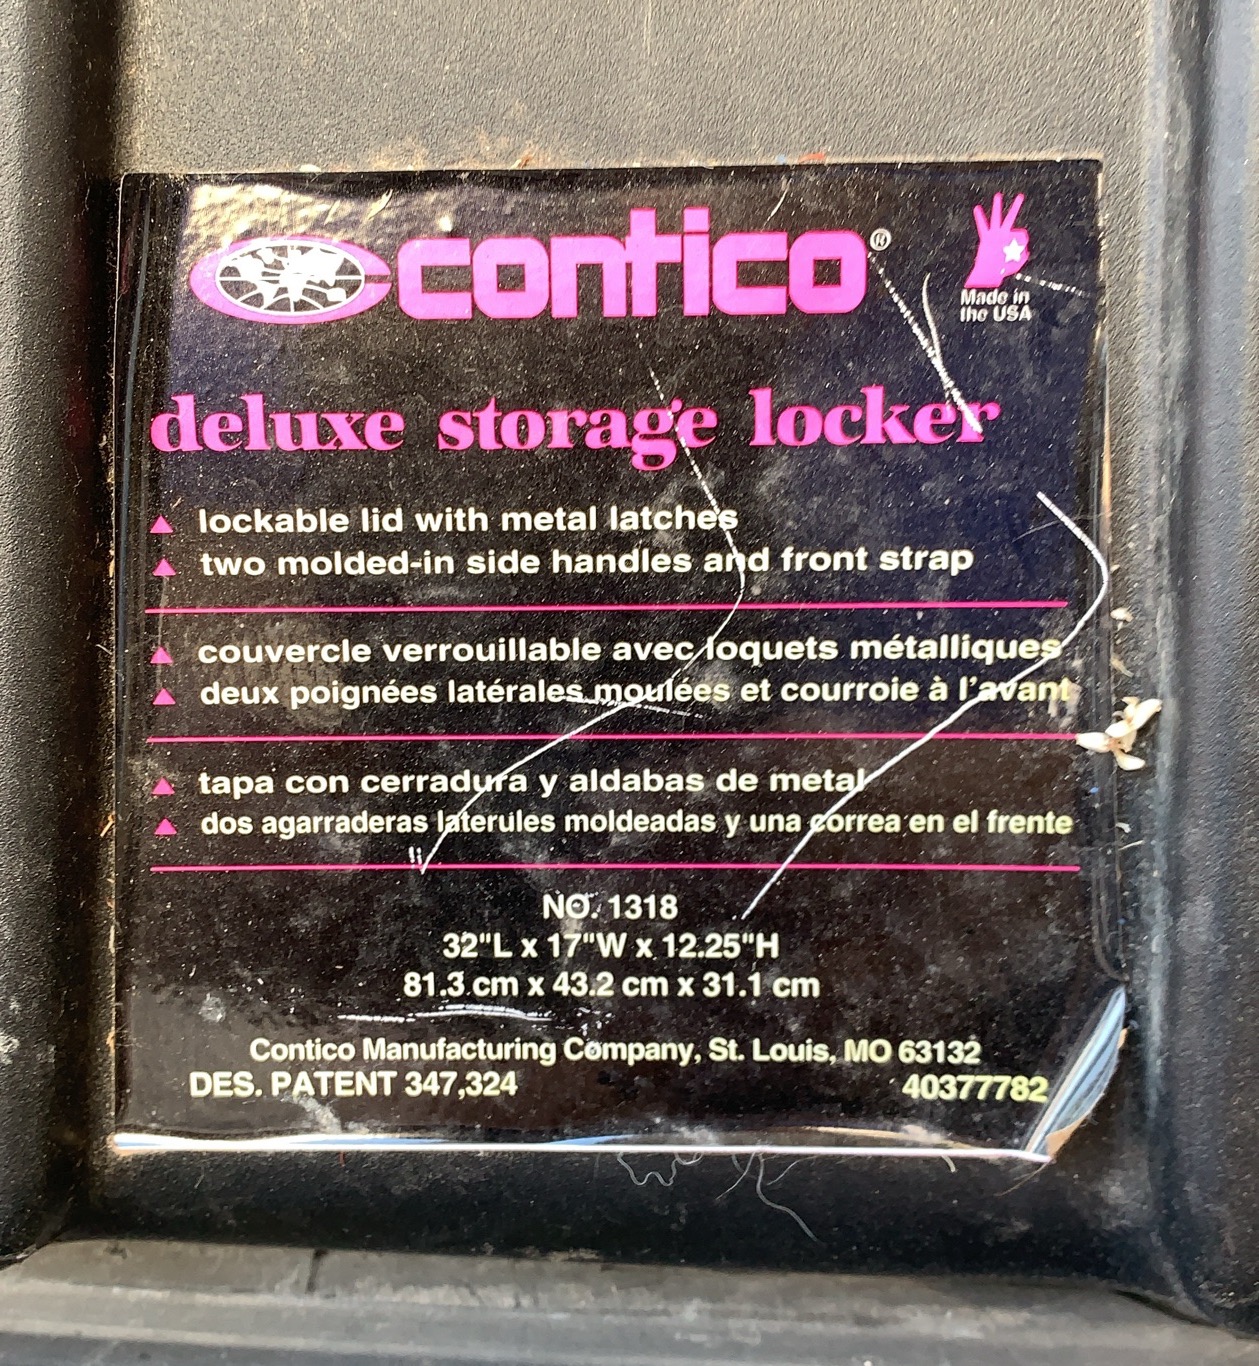 contico®
Made in
the USA
deluxe storage locker
▲ lockable lid with metal latches
▲ two molded-in side handles and front strap
▲ couvercle verrouillable avec loquets métalliques
▲ deux poignées latérales moulées et courroie à l'avant
▲ tapa con cerradura y aldabas de metal
▲ dos agarraderas laterules moldeadas y una correa en el frente
NO. 1318
32"L x 17"W x 12.25"H
81.3 cm x 43.2 cm x 31.1 cm
Contico Manufacturing Company, St. Louis, MO 63132
DES. PATENT 347,324 40377782